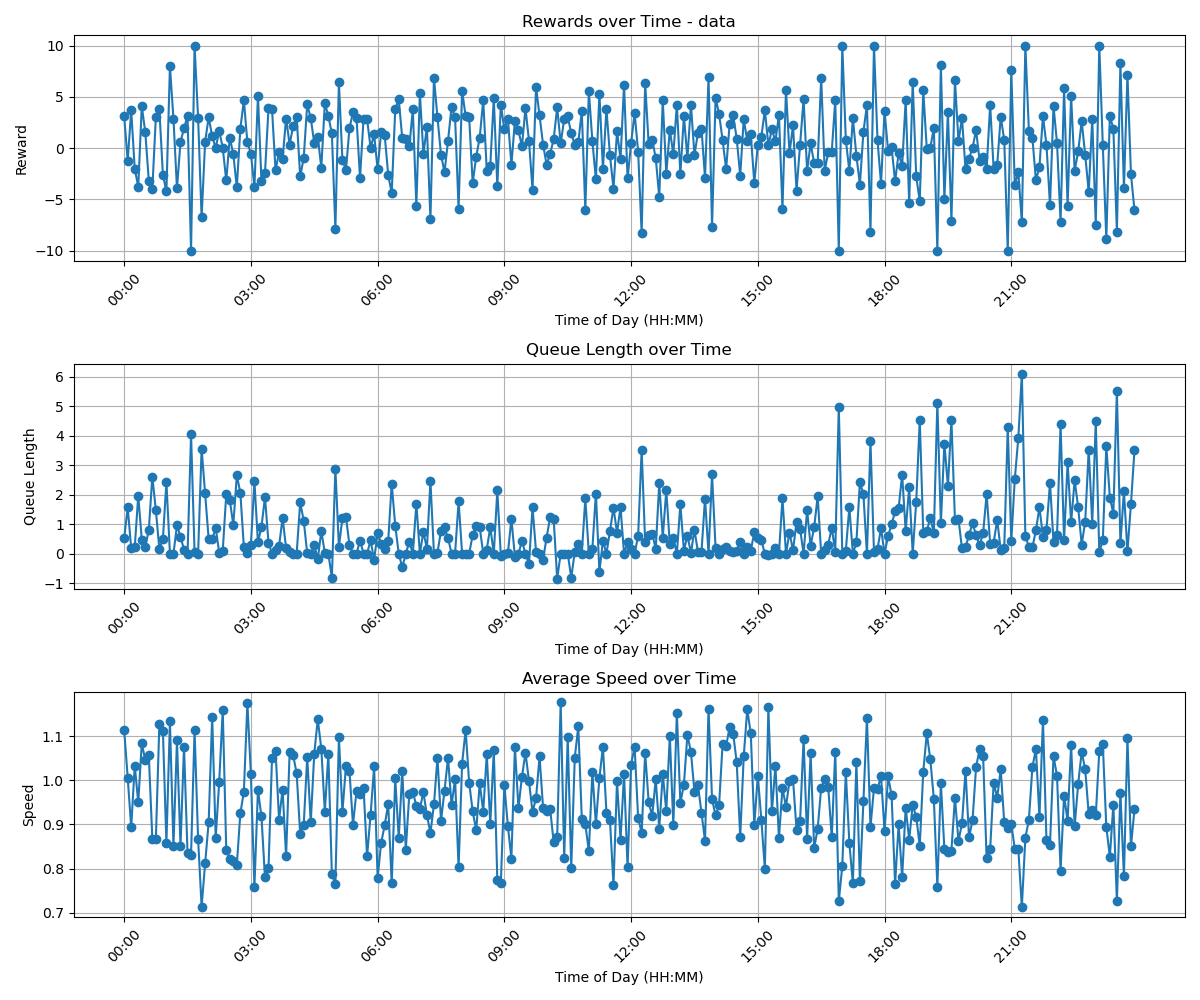 Rewards over Time - data
Reward
10
5
0
−5
−10
00:00 03:00 06:00 09:00 12:00 15:00 18:00 21:00
Time of Day (HH:MM)
Queue Length over Time
Queue Length
6
5
4
3
2
1
0
−1
00:00 03:00 06:00 09:00 12:00 15:00 18:00 21:00
Time of Day (HH:MM)
Average Speed over Time
Speed
1.1
1.0
0.9
0.8
0.7
00:00 03:00 06:00 09:00 12:00 15:00 18:00 21:00
Time of Day (HH:MM)